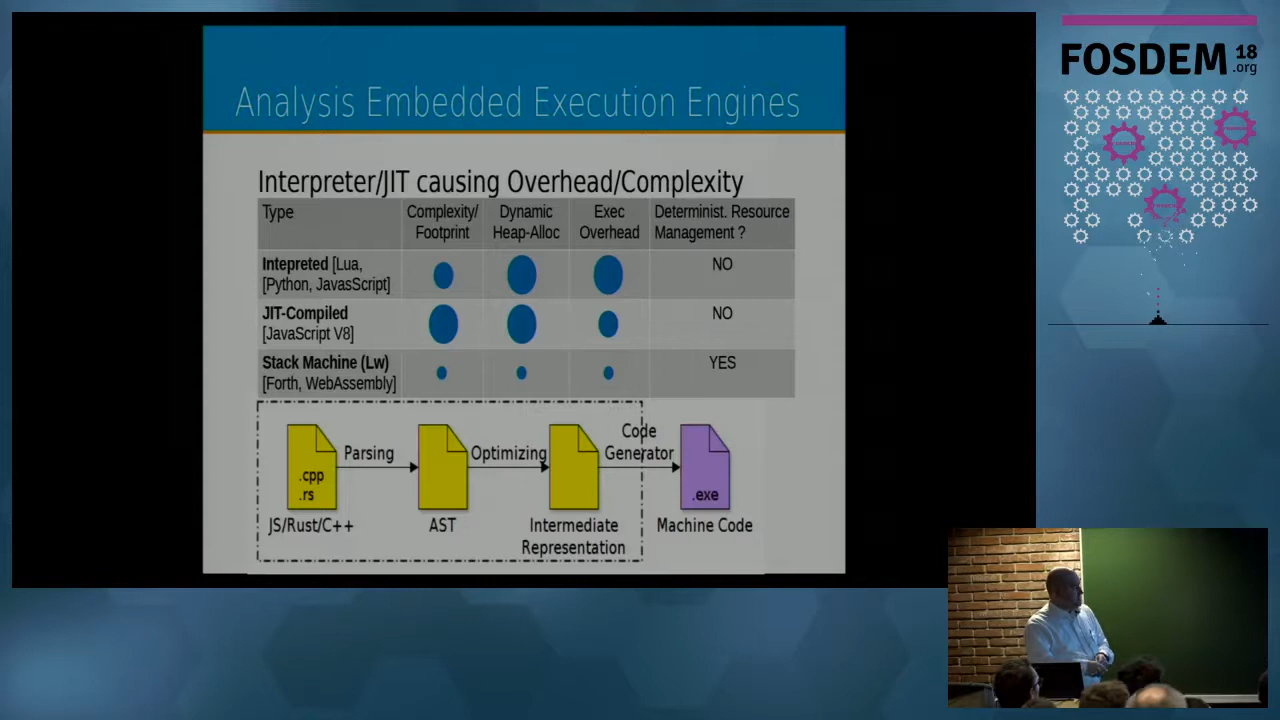 Analysis Embedded Execution Engines
Interpreter/JIT causing Overhead/Complexity
Type
Complexity/
Footprint
Dynamic
Heap-Alloc
Exec
Overhead
Determinist. Resource
Management ?
Intepreted [Lua,
[Python, JavasScript]
NO
JIT-Compiled
[JavaScript V8]
NO
Stack Machine (Lw)
[Forth, WebAssembly]
YES
Parsing
Optimizing
Code
Generator
.cpp
.rs
.exe
JS/Rust/C++
AST
Intermediate
Representation
Machine Code
FOSDEM 18
.org